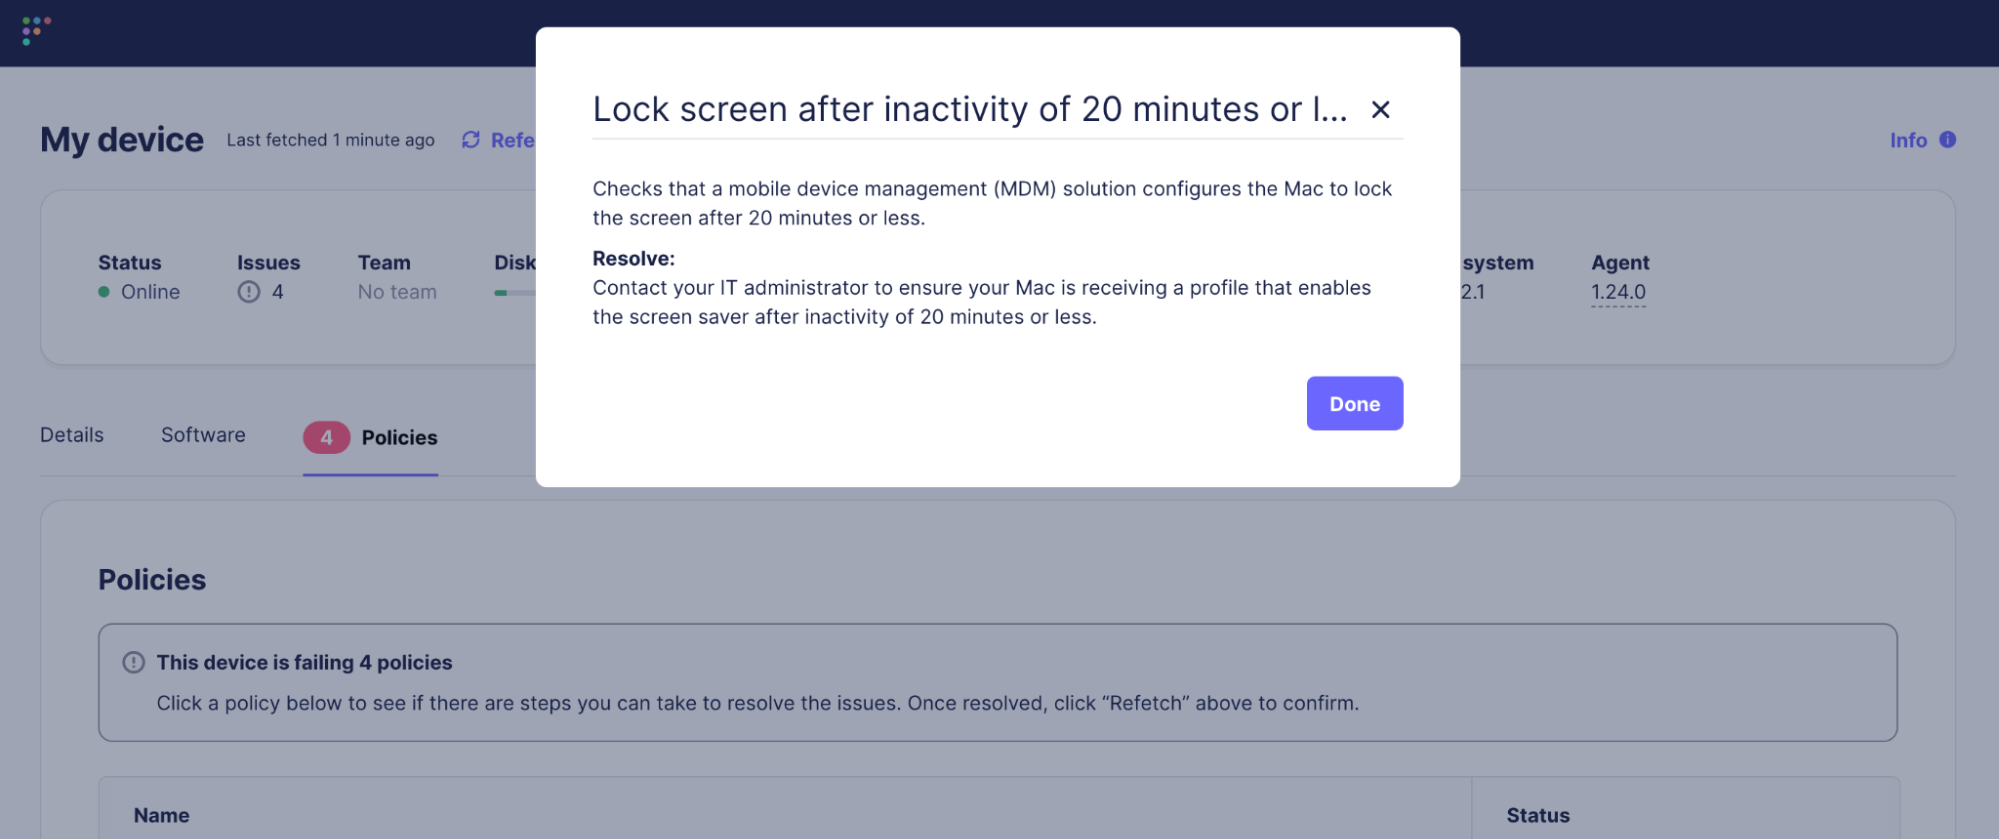 Lock screen after inactivity of 20 minutes or l...
My device
Last fetched 1 minute ago
Refe
Info
Checks that a mobile device management (MDM) solution configures the Mac to lock
the screen after 20 minutes or less.
Resolve:
Contact your IT administrator to ensure your Mac is receiving a profile that enables
the screen saver after inactivity of 20 minutes or less.
Done
Status
Online
Issues
4
Team
No team
Disk
system
2.1
Agent
1.24.0
Details
Software
4 Policies
Policies
This device is failing 4 policies
Click a policy below to see if there are steps you can take to resolve the issues. Once resolved, click “Refetch” above to confirm.
Name
Status